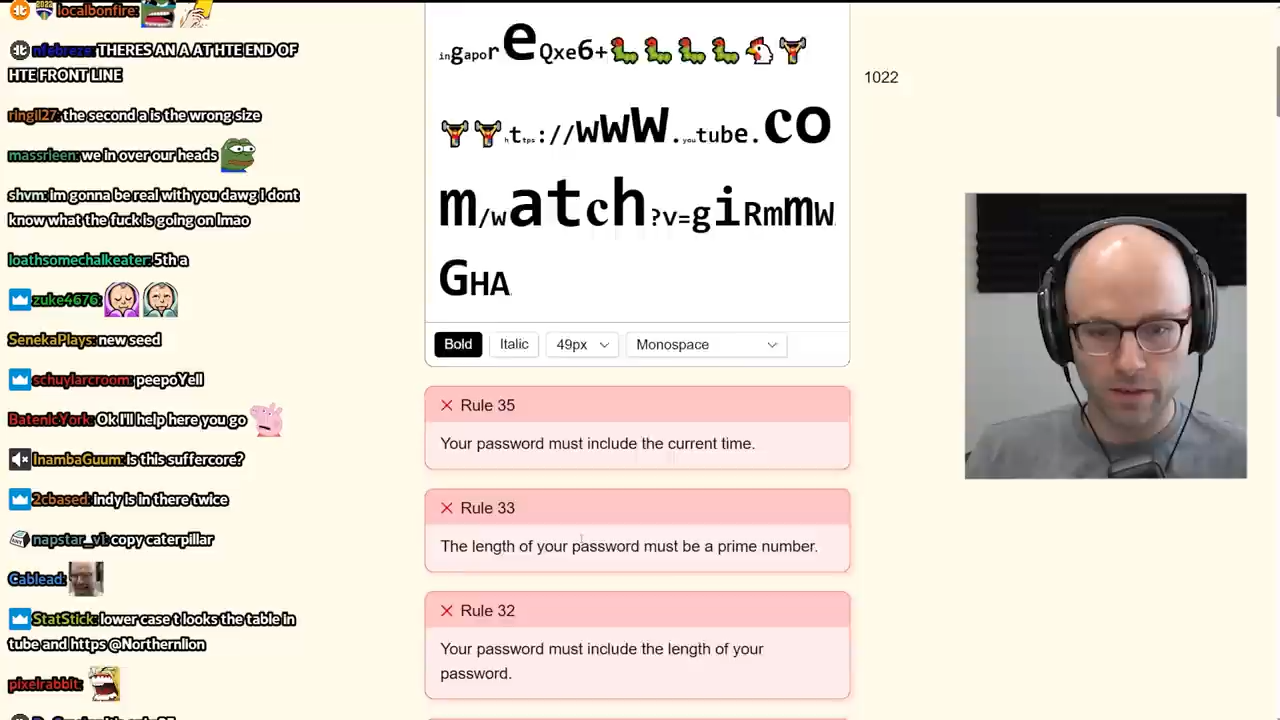 localbonfire:
nfebreze: THERES AN A AT HTE END OF
HTE FRONT LINE
ringil27: the second a is the wrong size
massrieen: we in over our heads
shvm: im gonna be real with you dawg i dont
know what the fuck is going on lmao
loathsomechalkeater: 5th a
zuke4676:
SenekaPlays: new seed
schuylarcroom: peepoYell
BatenicYork: Ok I'll help here you go
InambaGuum: Is this suffercore?
2cbased: indy is in there twice
napstar_v1: copy caterpillar
Cablead:
StatStick: lower case t looks the table in
tube and https @Northernlion
pixelrabbit:
ingaporeQxe6+🐛🐛🐛🐛🐔🏋
🏋🏋https://wWW.youtube.co
m/watch?v=giRmmW
GHA
Bold Italic 49px Monospace
Rule 35
Your password must include the current time.
Rule 33
The length of your password must be a prime number.
Rule 32
Your password must include the length of your
password.
1022